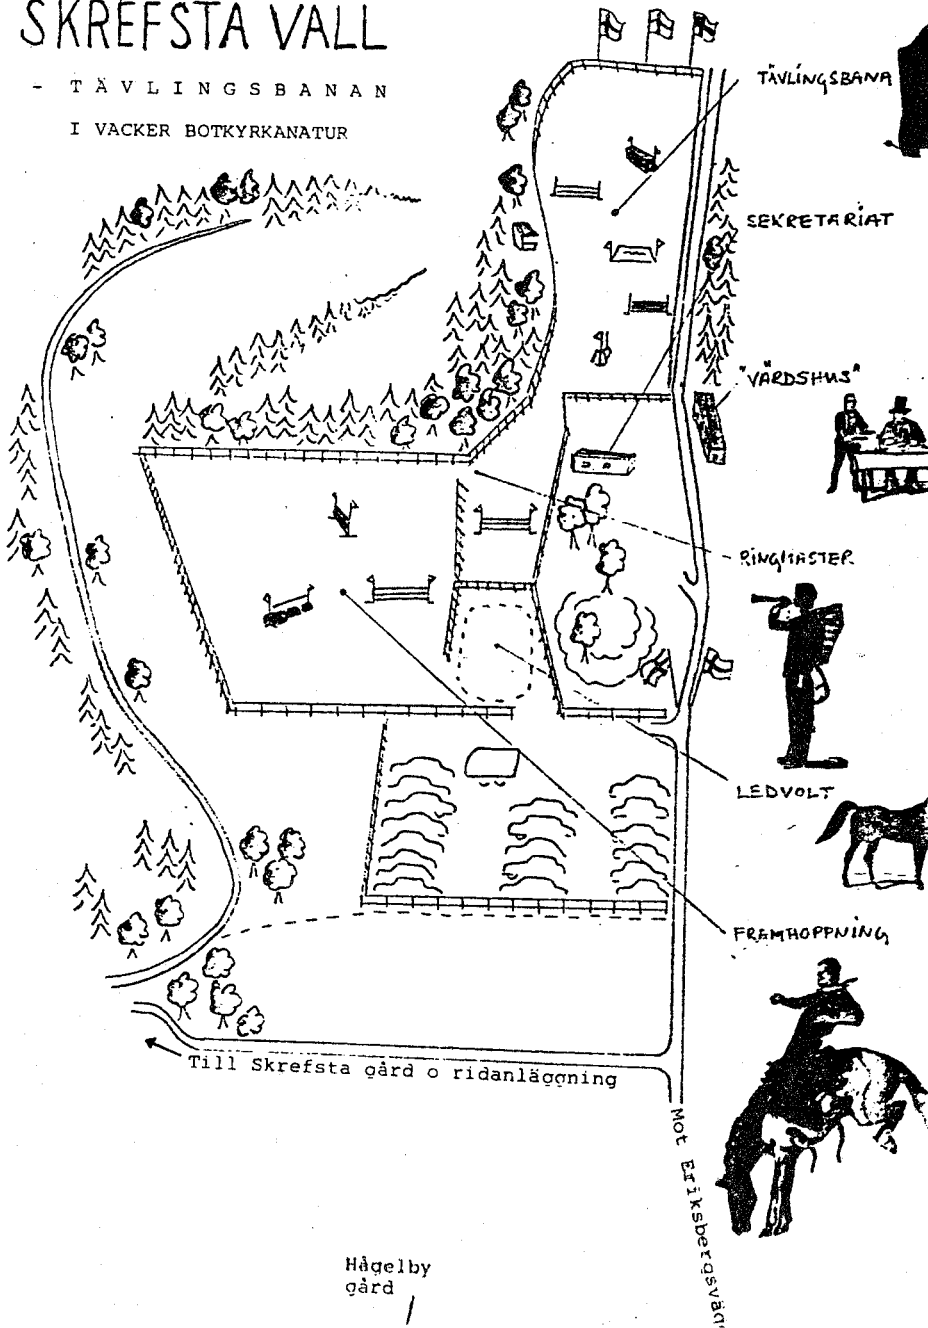 SKREFSTA VALL
- TÄVLINGSBANAN
I VACKER BOTKYRKANATUR
TÄVLINGSBANA
SEKRETARIAT
"VÄRDSHUS"
RINGMASTER
LEDVOLT
FRAMHOPPNING
Till Skrefsta gård o ridanläggning
Mot Eriksbergsväg
Hågelby
gård